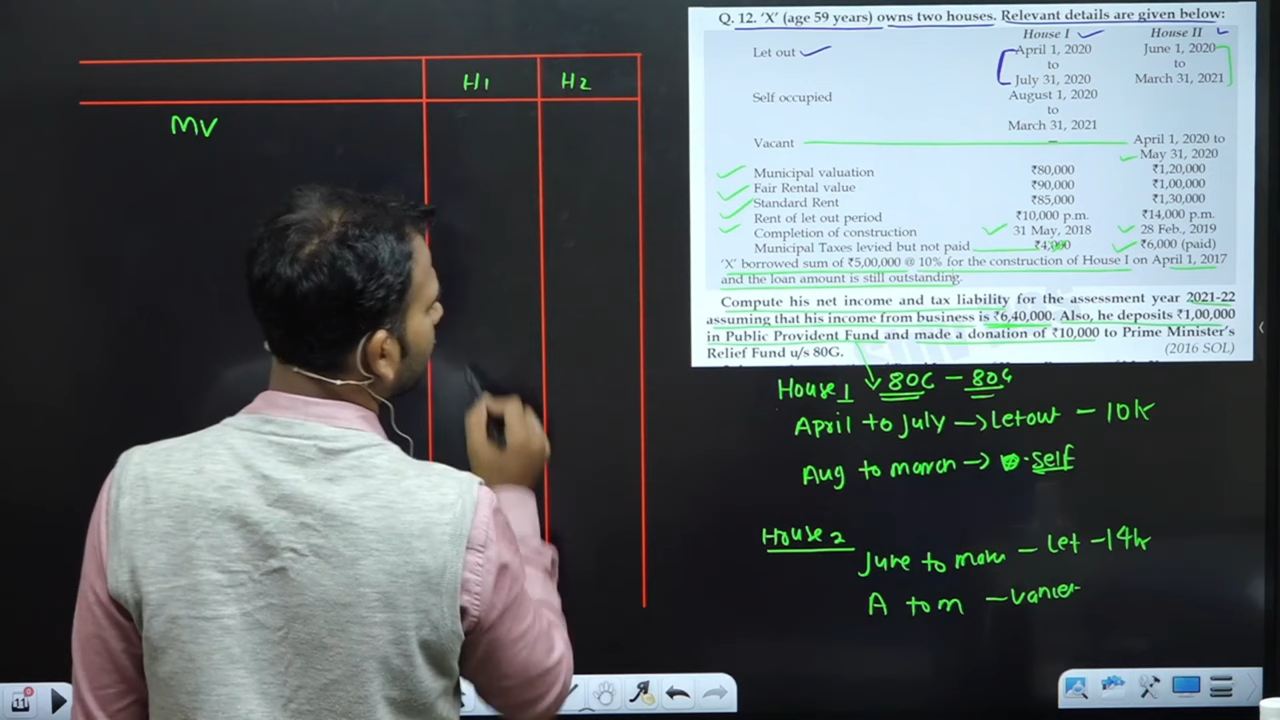 Q. 12. 'X' (age 59 years) owns two houses. Relevant details are given below:
House I House II
Let out April 1, 2020 June 1, 2020
to to
July 31, 2020 March 31, 2021
Self occupied August 1, 2020
to
March 31, 2021
Vacant – April 1, 2020 to
May 31, 2020
Municipal valuation ₹80,000 ₹1,20,000
Fair Rental value ₹90,000 ₹1,00,000
Standard Rent ₹85,000 ₹1,30,000
Rent of let out period ₹10,000 p.m. ₹14,000 p.m.
Completion of construction 31 May, 2018 28 Feb., 2019
Municipal Taxes levied but not paid ₹4,000 ₹6,000 (paid)
'X' borrowed sum of ₹5,00,000 @ 10% for the construction of House I on April 1, 2017
and the loan amount is still outstanding.
Compute his net income and tax liability for the assessment year 2021-22
assuming that his income from business is ₹6,40,000. Also, he deposits ₹1,00,000
in Public Provident Fund and made a donation of ₹10,000 to Prime Minister's
Relief Fund u/s 80G. (2016 SOL)
H1 H2
MV
House 1 80C – 80G
April to July → Letout – 10k
Aug to march → self
House 2
June to – Let – 14k
A to m –
11